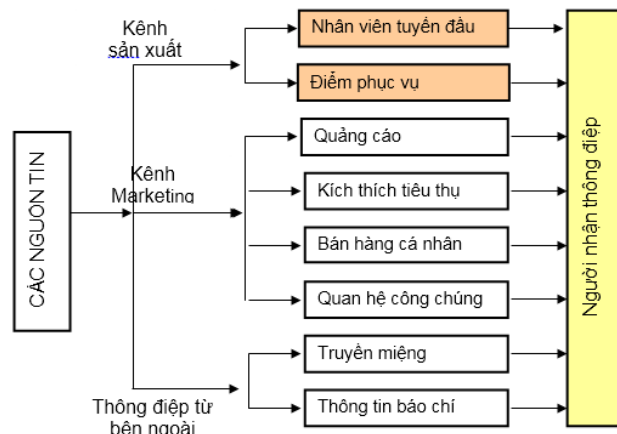 Kênh
sản xuất
Nhân viên tuyến đầu
Điểm phục vụ
CÁC NGUỒN TIN
Kênh
Marketing
Quảng cáo
Kích thích tiêu thụ
Bán hàng cá nhân
Quan hệ công chúng
Thông điệp từ
bên ngoài
Truyền miệng
Thông tin báo chí
Người nhận thông điệp